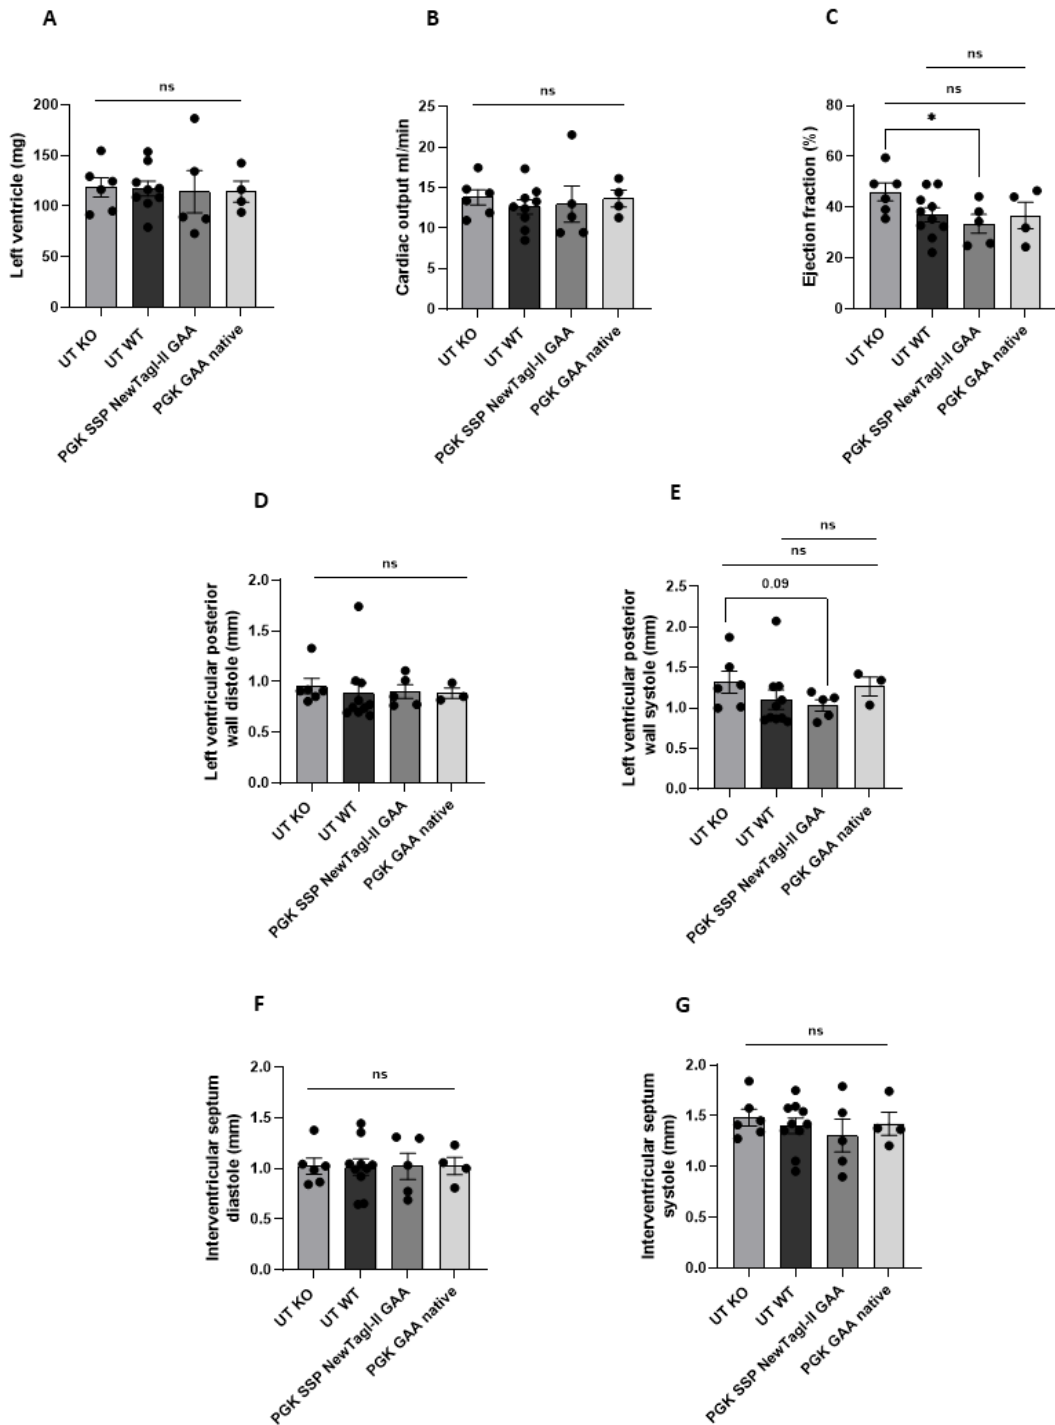 A
B
C
ns
ns
ns
ns
*
Left ventricle (mg)
200
150
100
50
0
UT KO
UT WT
PGK SSP NewTagI-II GAA
PGK GAA native
Cardiac output ml/min
25
20
15
10
5
0
UT KO
UT WT
PGK SSP NewTagI-II GAA
PGK GAA native
Ejection fraction (%)
80
60
40
20
0
UT KO
UT WT
PGK SSP NewTagI-II GAA
PGK GAA native
D
E
ns
Left ventricular posterior
wall distole (mm)
2.0
1.5
1.0
0.5
0.0
UT KO
UT WT
PGK SSP NewTagI-II GAA
PGK GAA native
ns
ns
0.09
Left ventricular posterior
wall systole (mm)
2.5
2.0
1.5
1.0
0.5
0.0
UT KO
UT WT
PGK SSP NewTagI-II GAA
PGK GAA native
F
G
ns
Interventricular septum
diastole (mm)
2.0
1.5
1.0
0.5
0.0
UT KO
UT WT
PGK SSP NewTagI-II GAA
PGK GAA native
ns
Interventricular septum
systole (mm)
2.0
1.5
1.0
0.5
0.0
UT KO
UT WT
PGK SSP NewTagI-II GAA
PGK GAA native